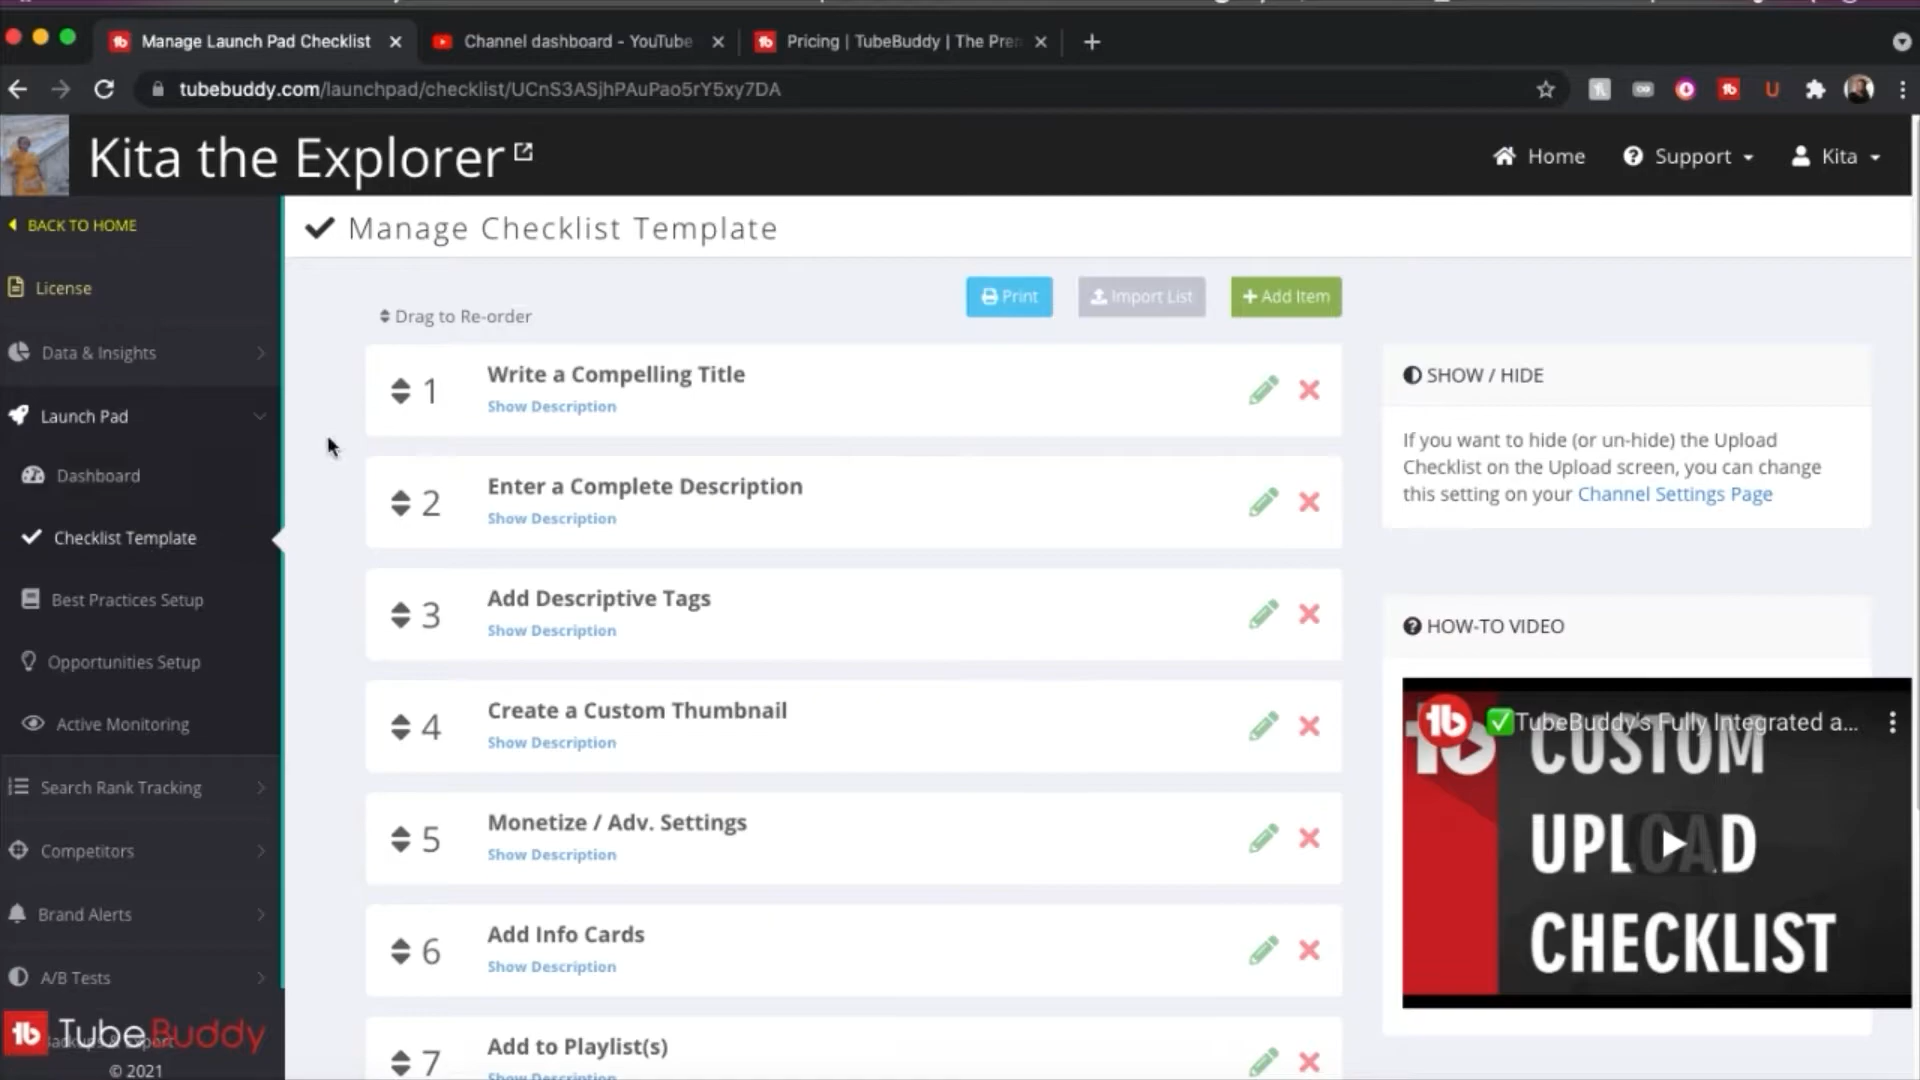 Manage Launch Pad Checklist
Channel dashboard - YouTube
Pricing | TubeBuddy | The Pre
tubebuddy.com/launchpad/checklist/UCnS3ASjhPAuPao5rY5xy7DA
Kita the Explorer
Home
Support
Kita
BACK TO HOME
License
Data & Insights
Launch Pad
Dashboard
Checklist Template
Best Practices Setup
Opportunities Setup
Active Monitoring
Search Rank Tracking
Competitors
Brand Alerts
A/B Tests
TubeBuddy
© 2021
Manage Checklist Template
Drag to Re-order
Print
Import List
+ Add Item
1
Write a Compelling Title
Show Description
2
Enter a Complete Description
Show Description
3
Add Descriptive Tags
Show Description
4
Create a Custom Thumbnail
Show Description
5
Monetize / Adv. Settings
Show Description
6
Add Info Cards
Show Description
7
Add to Playlist(s)
Show Description
SHOW / HIDE
If you want to hide (or un-hide) the Upload
Checklist on the Upload screen, you can change
this setting on your Channel Settings Page
HOW-TO VIDEO
✅TubeBuddy's Fully Integrated a...
CUSTOM
UPLOAD
CHECKLIST